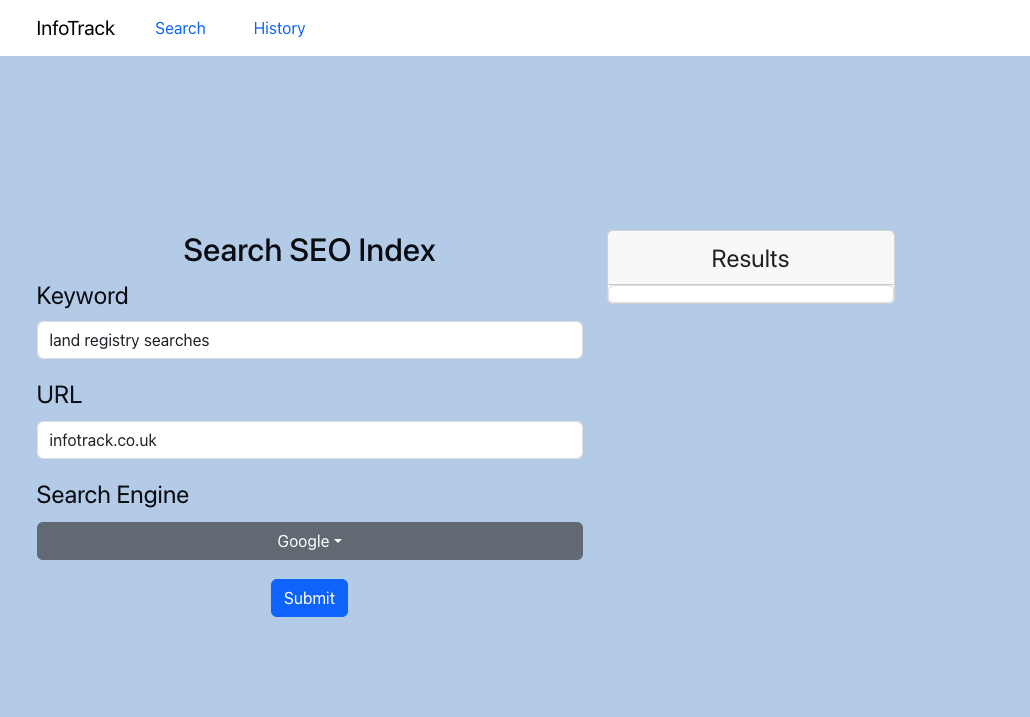 InfoTrack Search History
Search SEO Index
Keyword
land registry searches
URL
infotrack.co.uk
Search Engine
Google
Submit
Results